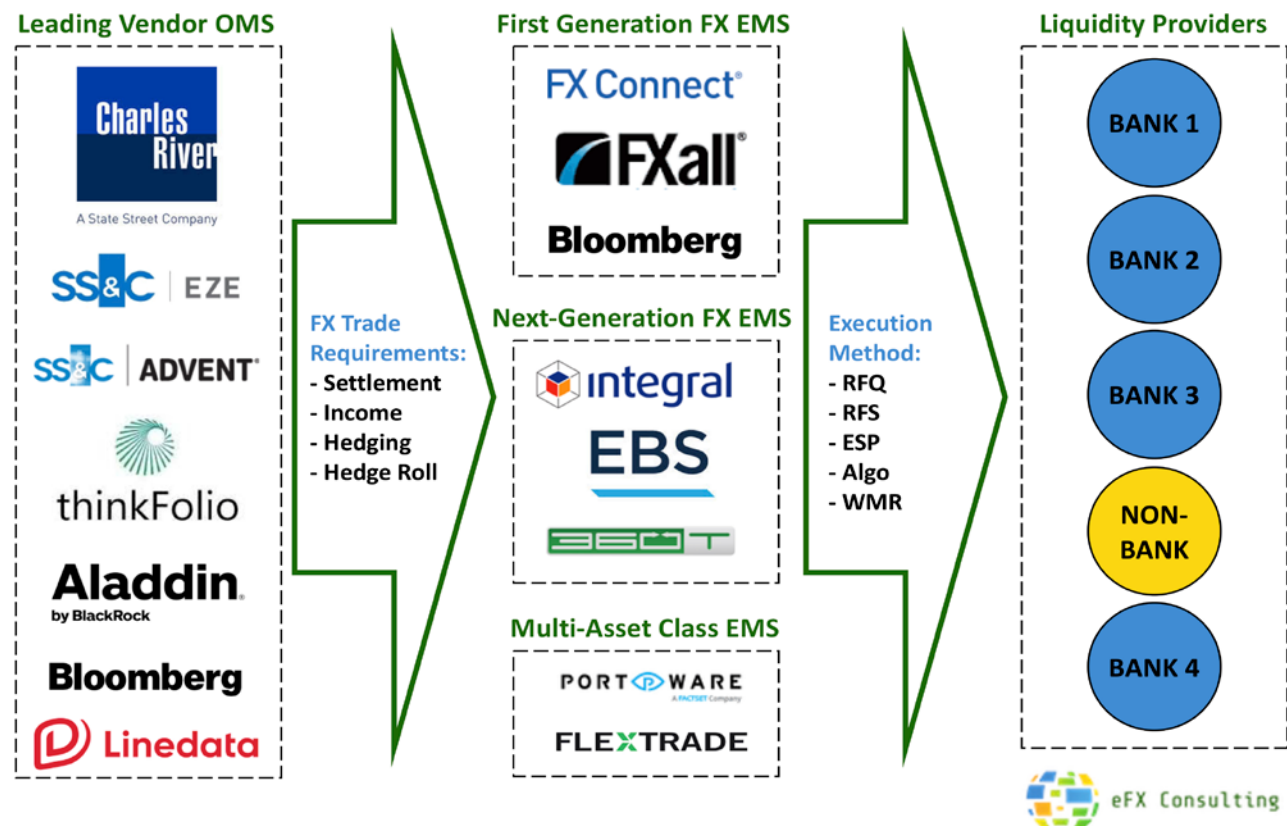 Leading Vendor OMS
Charles
River
A State Street Company
SS&C | EZE
SS&C | ADVENT®
thinkFolio
Aladdin®
by BlackRock
Bloomberg
Linedata
FX Trade
Requirements:
- Settlement
- Income
- Hedging
- Hedge Roll
First Generation FX EMS
FX Connect®
FXall®
Bloomberg
Next-Generation FX EMS
integral
EBS
360T
Multi-Asset Class EMS
PORTWARE
A FACTSET Company
FLEXTRADE
Execution
Method:
- RFQ
- RFS
- ESP
- Algo
- WMR
Liquidity Providers
BANK 1
BANK 2
BANK 3
NON-
BANK
BANK 4
eFX Consulting